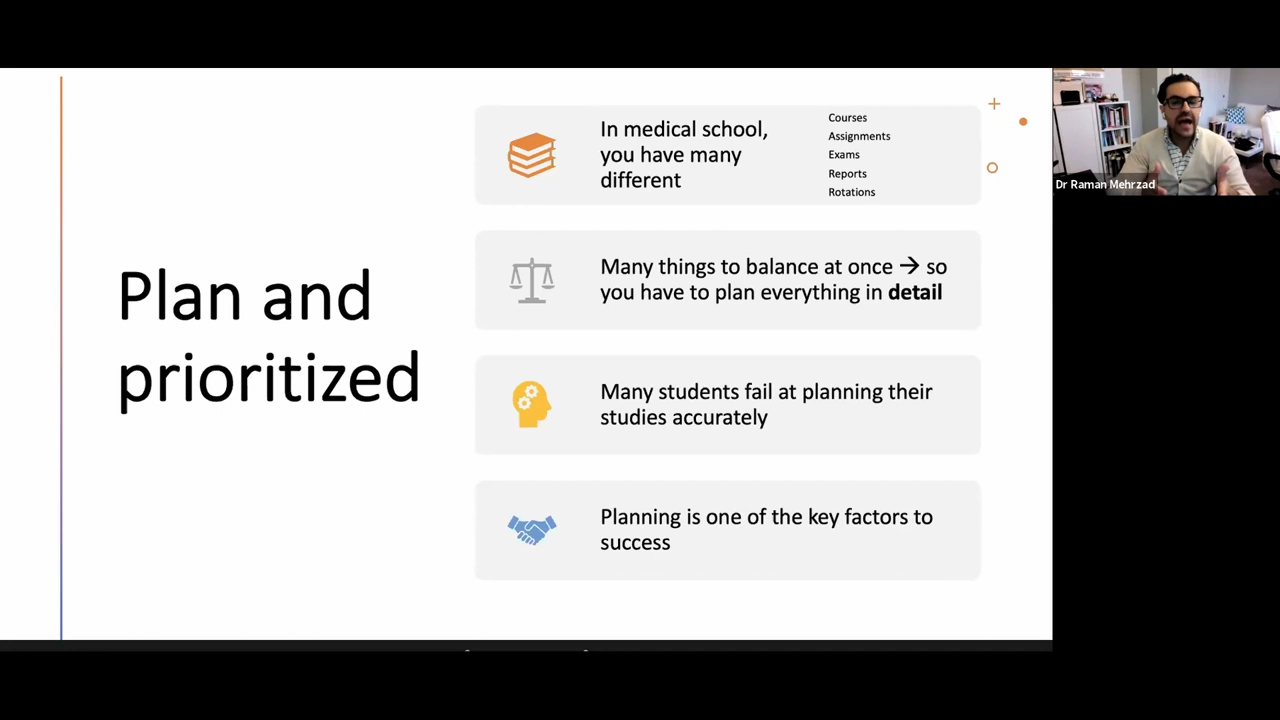 Plan and
prioritized
In medical school,
you have many
different
Courses
Assignments
Exams
Reports
Rotations
Many things to balance at once → so
you have to plan everything in detail
Many students fail at planning their
studies accurately
Planning is one of the key factors to
success
Dr Raman Mehrzad